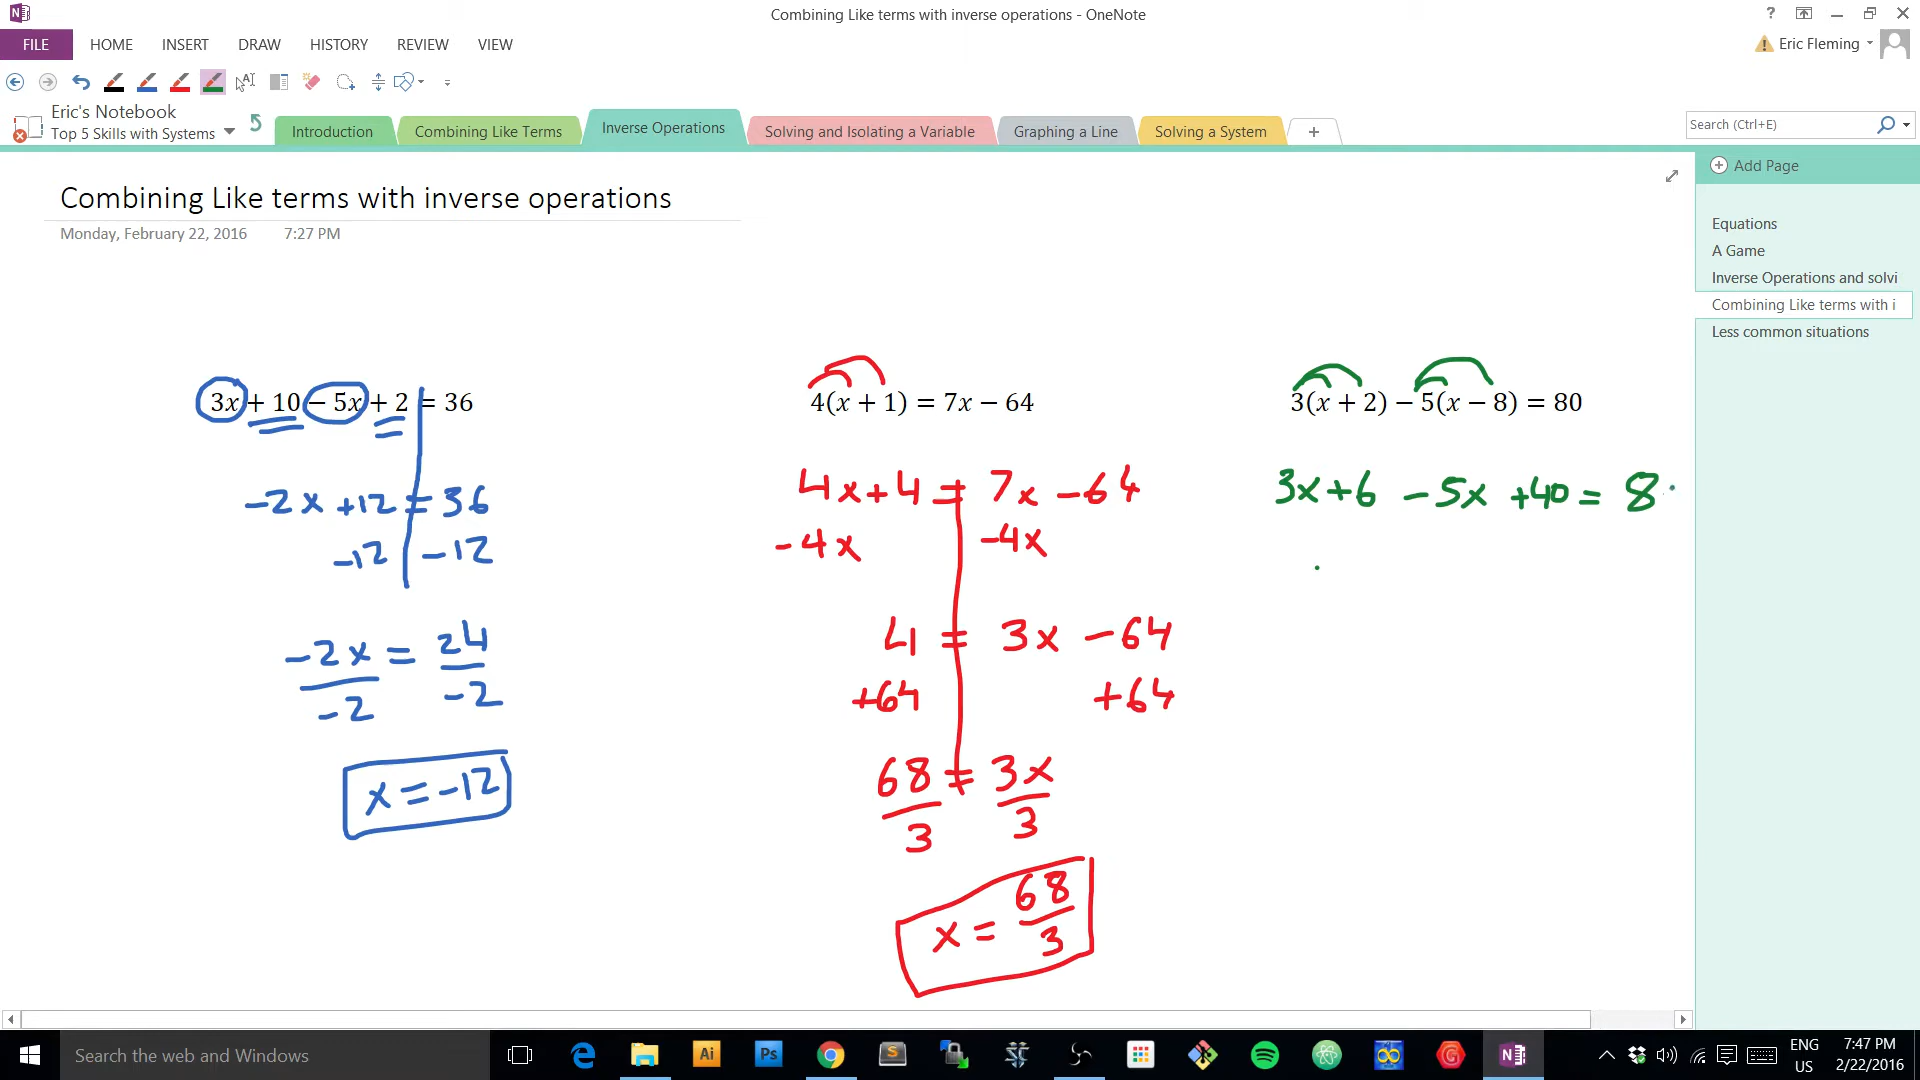 Combining Like terms with inverse operations - OneNote
?
FILE HOME INSERT DRAW HISTORY REVIEW VIEW
Eric Fleming
Eric's Notebook
Top 5 Skills with Systems
Introduction Combining Like Terms Inverse Operations Solving and Isolating a Variable Graphing a Line Solving a System +
Search (Ctrl+E)
Add Page
Combining Like terms with inverse operations
Monday, February 22, 2016 7:27 PM
Equations
A Game
Inverse Operations and solvi
Combining Like terms with i
Less common situations
3x + 10 − 5x + 2 = 36
-2x +12 = 36
-12 -12
-2x = 24
-2 -2
x = -12
4(x + 1) = 7x − 64
4x+4 = 7x -64
-4x -4x
4 = 3x -64
+64 +64
68 = 3x
3 3
x = 68
3
3(x + 2) − 5(x − 8) = 80
3x+6 -5x +40 = 8
Search the web and Windows
Ai Ps
ENG
US
7:47 PM
2/22/2016